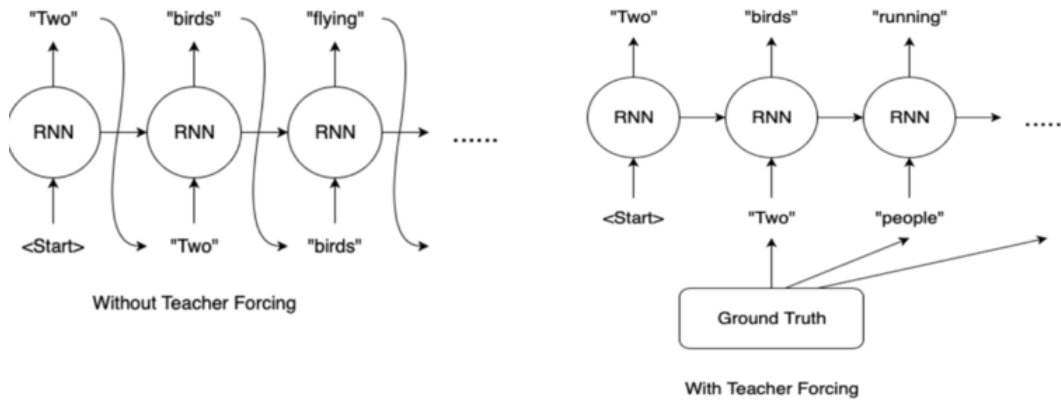 "Two" "birds" "flying"
RNN RNN RNN ......
<Start> "Two" "birds"
Without Teacher Forcing
"Two" "birds" "running"
RNN RNN RNN .....
<Start> "Two" "people"
Ground Truth
With Teacher Forcing